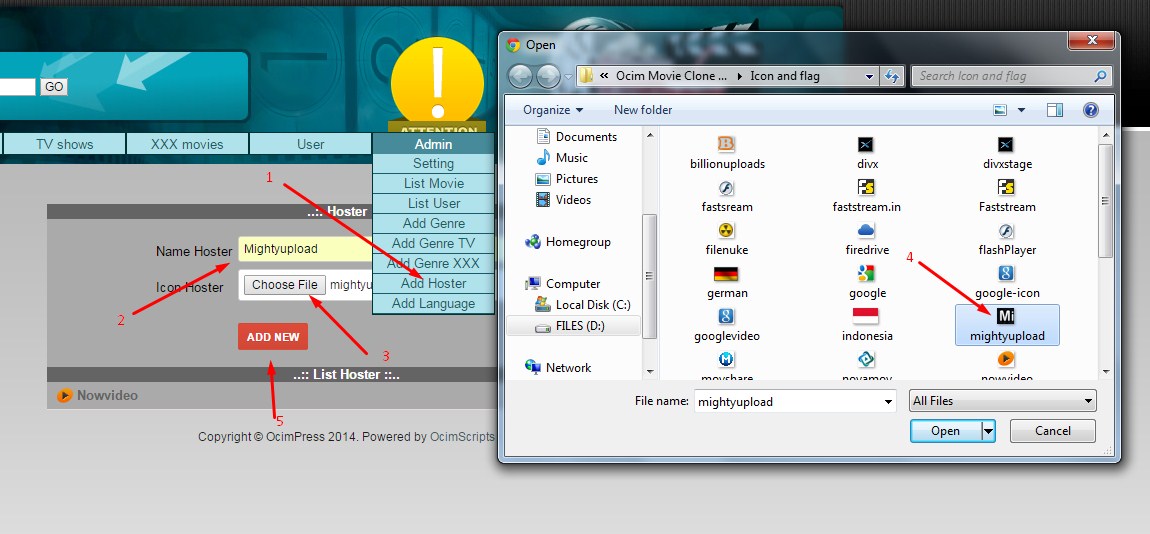 GO
ATTENTION
TV shows
XXX movies
User
Admin
Setting
List Movie
List User
Add Genre
Add Genre TV
Add Genre XXX
Add Hoster
Add Language
1
..:: Hoster
Name Hoster
Mightyupload
Icon Hoster
Choose File
mightyu
2
3
ADD NEW
5
..:: List Hoster ::..
Nowvideo
Copyright © OcimPress 2014. Powered by OcimScripts
Open
« Ocim Movie Clone ...
Icon and flag
Search Icon and flag
Organize
New folder
Documents
Music
Pictures
Videos
Homegroup
Computer
Local Disk (C:)
FILES (D:)
Network
billionuploads
divx
divxstage
fastsream
faststream.in
Faststream
filenuke
firedrive
flashPlayer
4
german
google
google-icon
googlevideo
indonesia
Mi
mightyupload
movshare
novamov
nowvideo
File name:
mightyupload
All Files
Open
Cancel